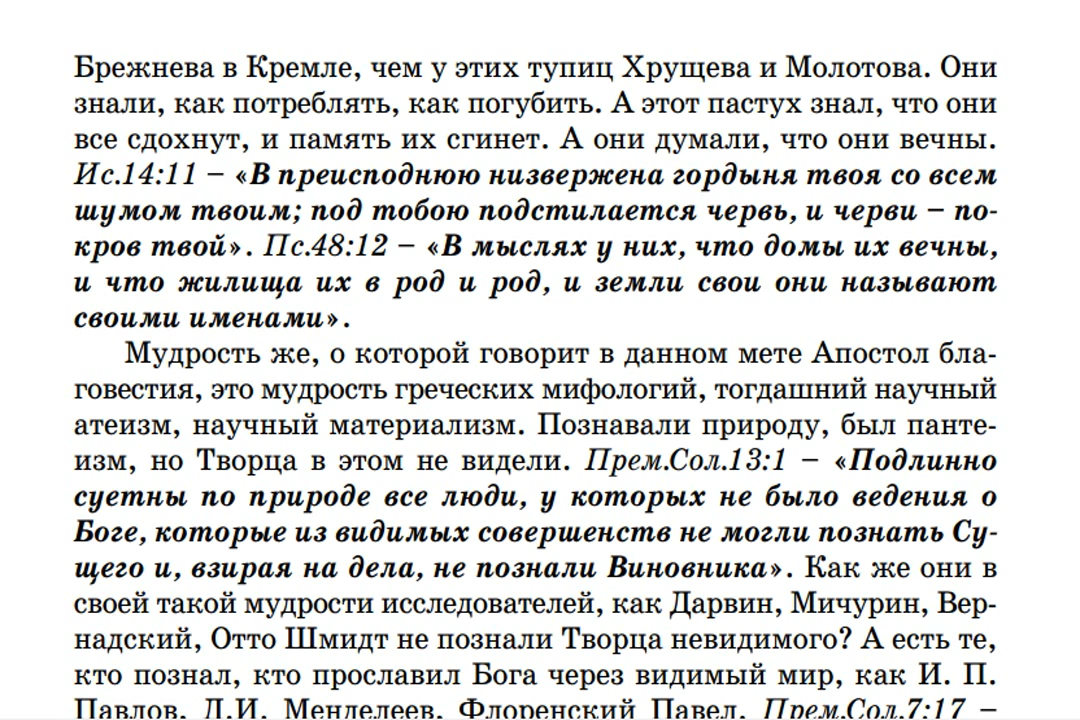 Брежнева в Кремле, чем у этих тупиц Хрущева и Молотова. Они
знали, как потреблять, как погубить. А этот пастух знал, что они
все сдохнут, и память их сгинет. А они думали, что они вечны.
Ис.14:11 – «В преисподнюю низвержена гордыня твоя со всем
шумом твоим; под тобою подстилается червь, и черви – по-
кров твой». Пс.48:12 – «В мыслях у них, что домы их вечны,
и что жилища их в род и род, и земли свои они называют
своими именами».
Мудрость же, о которой говорит в данном мете Апостол бла-
говестия, это мудрость греческих мифологий, тогдашний научный
атеизм, научный материализм. Познавали природу, был панте-
изм, но Творца в этом не видели. Прем.Сол.13:1 – «Подлинно
суетны по природе все люди, у которых не было ведения о
Боге, которые из видимых совершенств не могли познать Су-
щего и, взирая на дела, не познали Виновника». Как же они в
своей такой мудрости исследователей, как Дарвин, Мичурин, Вер-
надский, Отто Шмидт не познали Творца невидимого? А есть те,
кто познал, кто прославил Бога через видимый мир, как И. П.
Павлов, Д.И. Менделеев, Флоренский Павел. Прем.Сол.7:17 –